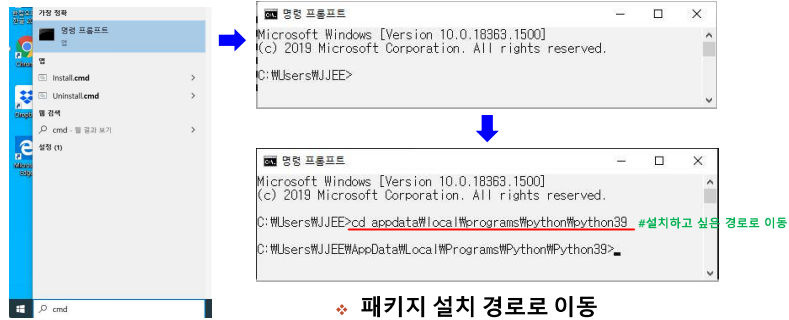 가장 정확
명령 프롬프트
앱
앱
Install.cmd
Uninstall.cmd
웹 검색
cmd - 웹 결과 보기
설정 (1)
cmd
명령 프롬프트
Microsoft Windows [Version 10.0.18363.1500]
(c) 2019 Microsoft Corporation. All rights reserved.
C:₩Users₩JJEE>
명령 프롬프트
Microsoft Windows [Version 10.0.18363.1500]
(c) 2019 Microsoft Corporation. All rights reserved.
C:₩Users₩JJEE>cd appdata₩local₩programs₩python₩python39 #설치하고 싶은 경로로 이동
C:₩Users₩JJEE₩AppData₩Local₩Programs₩Python₩Python39>
패키지 설치 경로로 이동